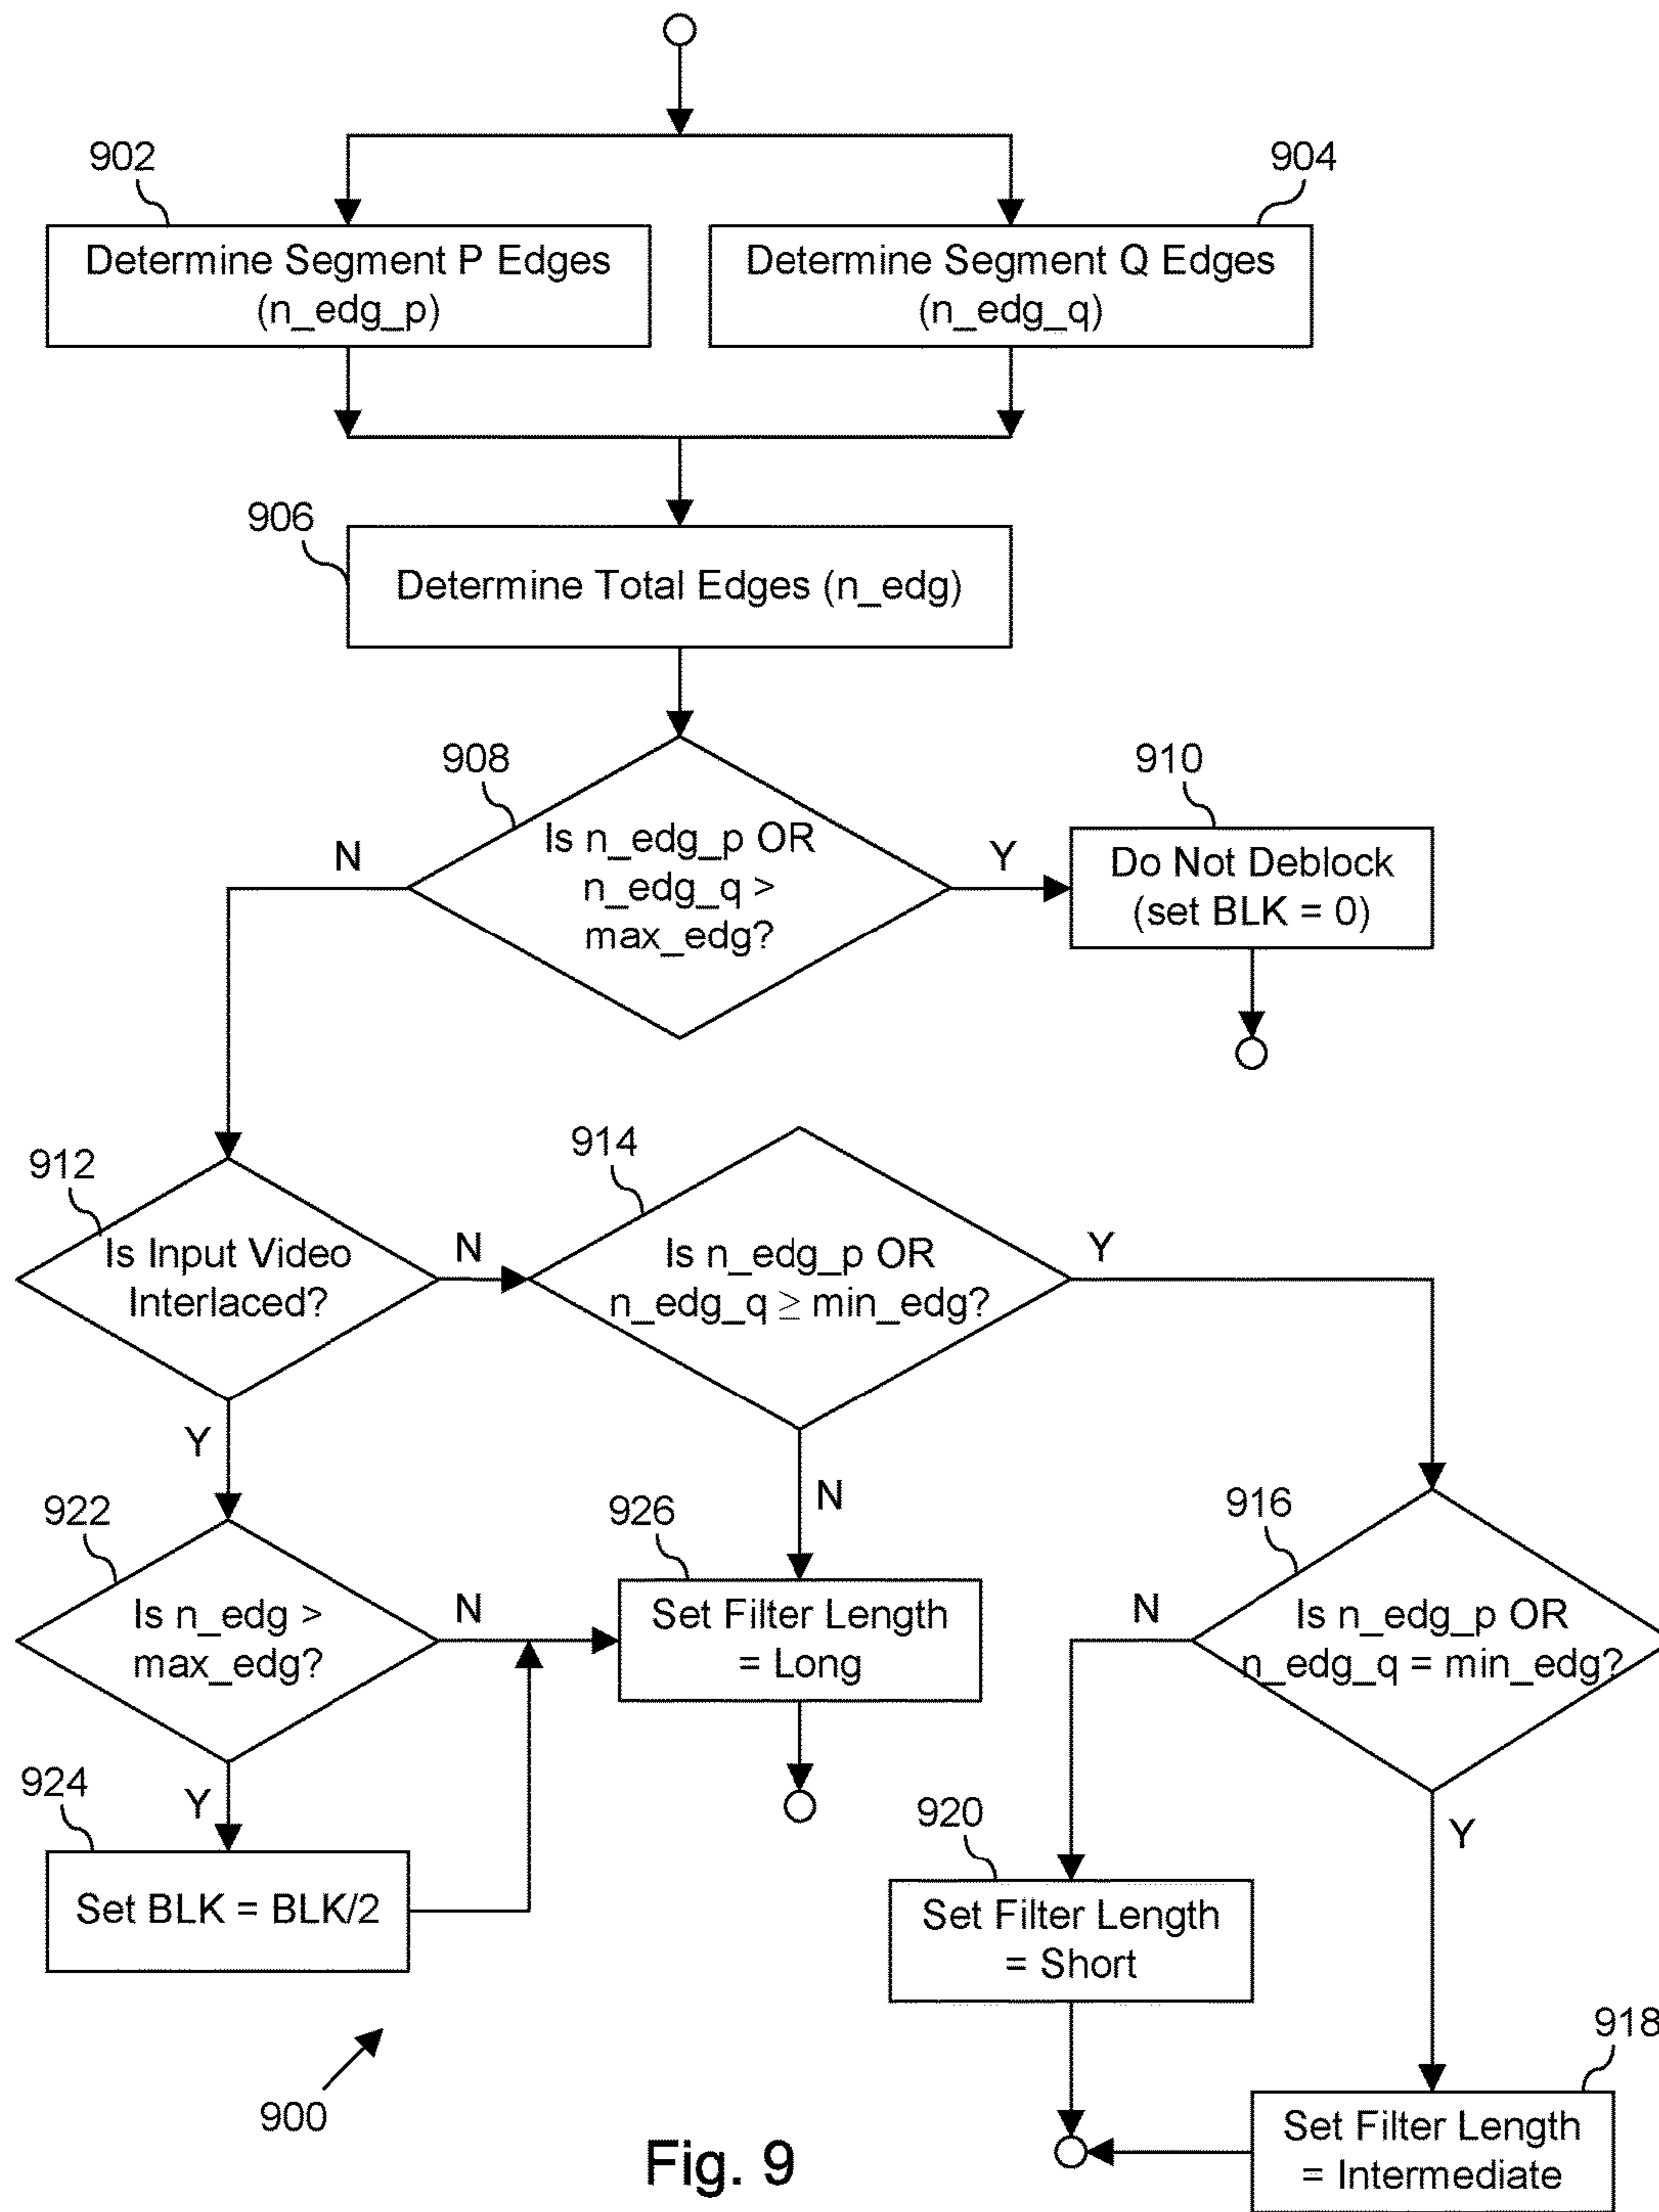 902
904
Determine Segment P Edges
(n_edg_p)
Determine Segment Q Edges
(n_edg_q)
906
Determine Total Edges (n_edg)
908
910
Is n_edg_p OR
n_edg_q >
max_edg?
N
Y
Do Not Deblock
(set BLK = 0)
912
914
Is Input Video
Interlaced?
N
Is n_edg_p OR
n_edg_q ≥ min_edg?
Y
Y
N
922
926
916
Is n_edg >
max_edg?
N
Set Filter Length
= Long
N
Is n_edg_p OR
n_edg_q = min_edg?
924
Y
920
Y
Set BLK = BLK/2
Set Filter Length
= Short
918
900
Set Filter Length
= Intermediate
Fig. 9